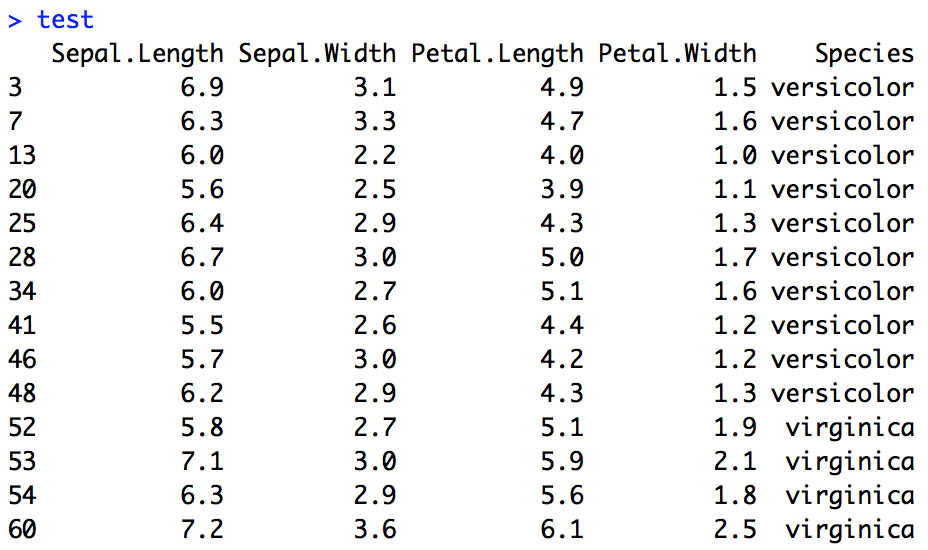 > test
   Sepal.Length Sepal.Width Petal.Length Petal.Width    Species
3           6.9         3.1          4.9         1.5 versicolor
7           6.3         3.3          4.7         1.6 versicolor
13          6.0         2.2          4.0         1.0 versicolor
20          5.6         2.5          3.9         1.1 versicolor
25          6.4         2.9          4.3         1.3 versicolor
28          6.7         3.0          5.0         1.7 versicolor
34          6.0         2.7          5.1         1.6 versicolor
41          5.5         2.6          4.4         1.2 versicolor
46          5.7         3.0          4.2         1.2 versicolor
48          6.2         2.9          4.3         1.3 versicolor
52          5.8         2.7          5.1         1.9  virginica
53          7.1         3.0          5.9         2.1  virginica
54          6.3         2.9          5.6         1.8  virginica
60          7.2         3.6          6.1         2.5  virginica